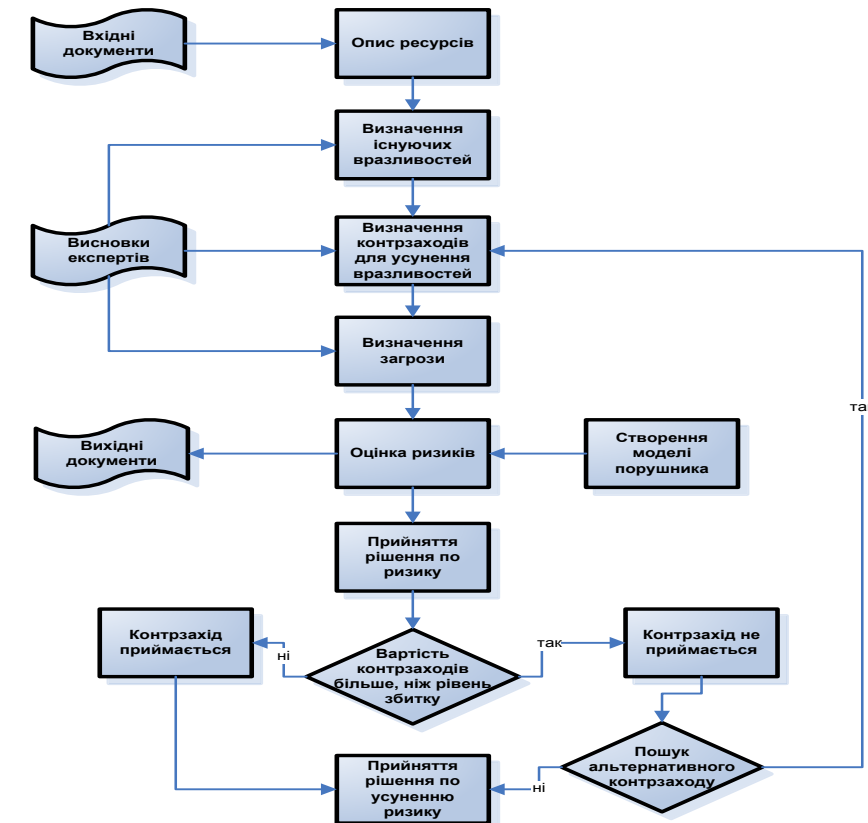 Вхідні
документи
Опис ресурсів
Визначення
існуючих
вразливостей
Висновки
експертів
Визначення
контрзаходів
для усунення
вразливостей
Визначення
загрози
та
Вихідні
документи
Оцінка ризиків
Створення
моделі
порушника
Прийняття
рішення по
ризику
Контрзахід
приймається
ні
Вартість
контрзаходів
більше, ніж рівень
збитку
так
Контрзахід не
приймається
Прийняття
рішення по
усуненню
ризику
ні
Пошук
альтернативного
контрзаходу